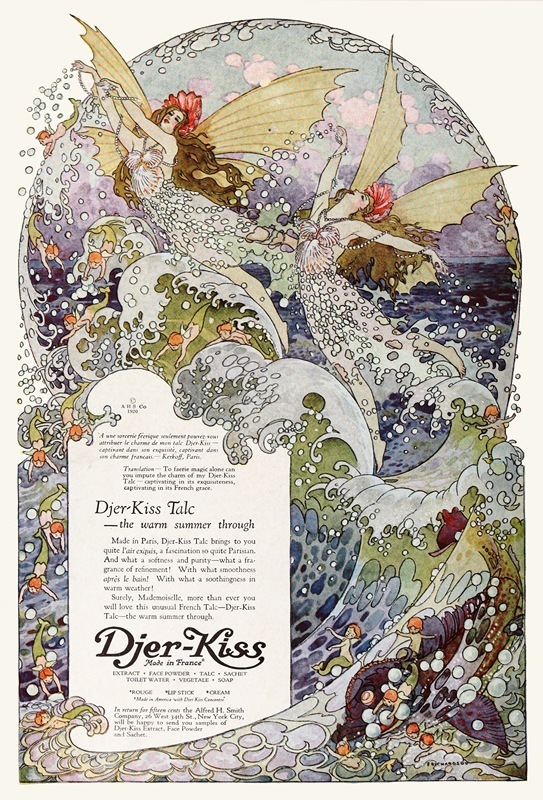 ©
A H S Co
1920
A une sorcerie féerique seulement pouvez-vous
attribuer le charme de mon talc Djer-Kiss—
captivant dans son exquisité, captivant dans
son charme francais.— Kerkoff, Paris.
Translation—To faerie magic alone can
you impute the charm of my Djer-Kiss
Talc—captivating in its exquisiteness,
captivating in its French grace.
Djer-Kiss Talc
—the warm summer through
Made in Paris, Djer-Kiss Talc brings to you
quite l'air exquis, a fascination so quite Parisian.
And what a softness and purity—what a fra-
grance of refinement! With what smoothness
après le bain! With what a soothingness in
warm weather!
Surely, Mademoiselle, more than ever you
will love this unusual French Talc—Djer-Kiss
Talc—the warm summer through.
Djer-Kiss
Made in France*
EXTRACT • FACE POWDER • TALC • SACHET
TOILET WATER • VEGETALE • SOAP
*ROUGE *LIP STICK *CREAM
*Made in America with Djer-Kiss Concentré
In return for fifteen cents the Alfred H. Smith
Company, 26 West 34th St., New York City,
will be happy to send you samples of
Djer-Kiss Extract, Face Powder
and Sachet.
F. RICHARDSON